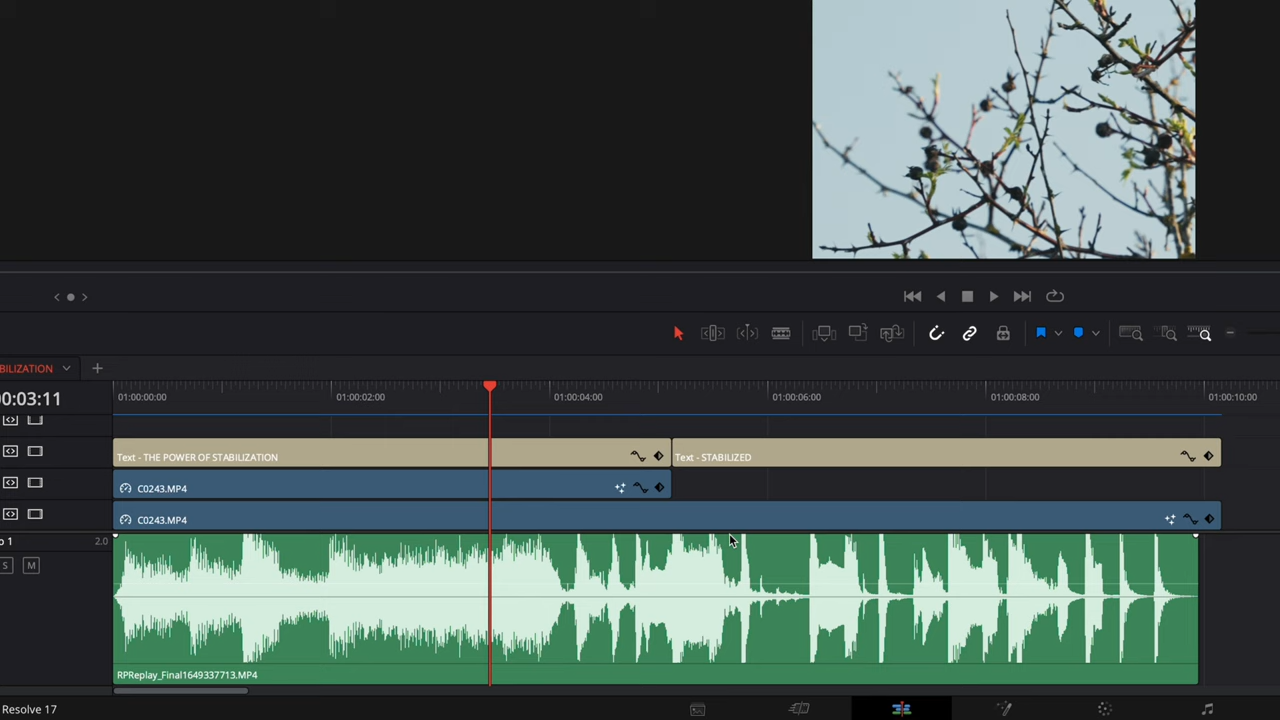 BILIZATION
00:03:11
01:00:00:00
01:00:02:00
01:00:04:00
01:00:06:00
01:00:08:00
01:00:10:00
Text - THE POWER OF STABILIZATION
Text - STABILIZED
C0243.MP4
C0243.MP4
o 1
2.0
S
M
RPReplay_Final1649337713.MP4
Resolve 17